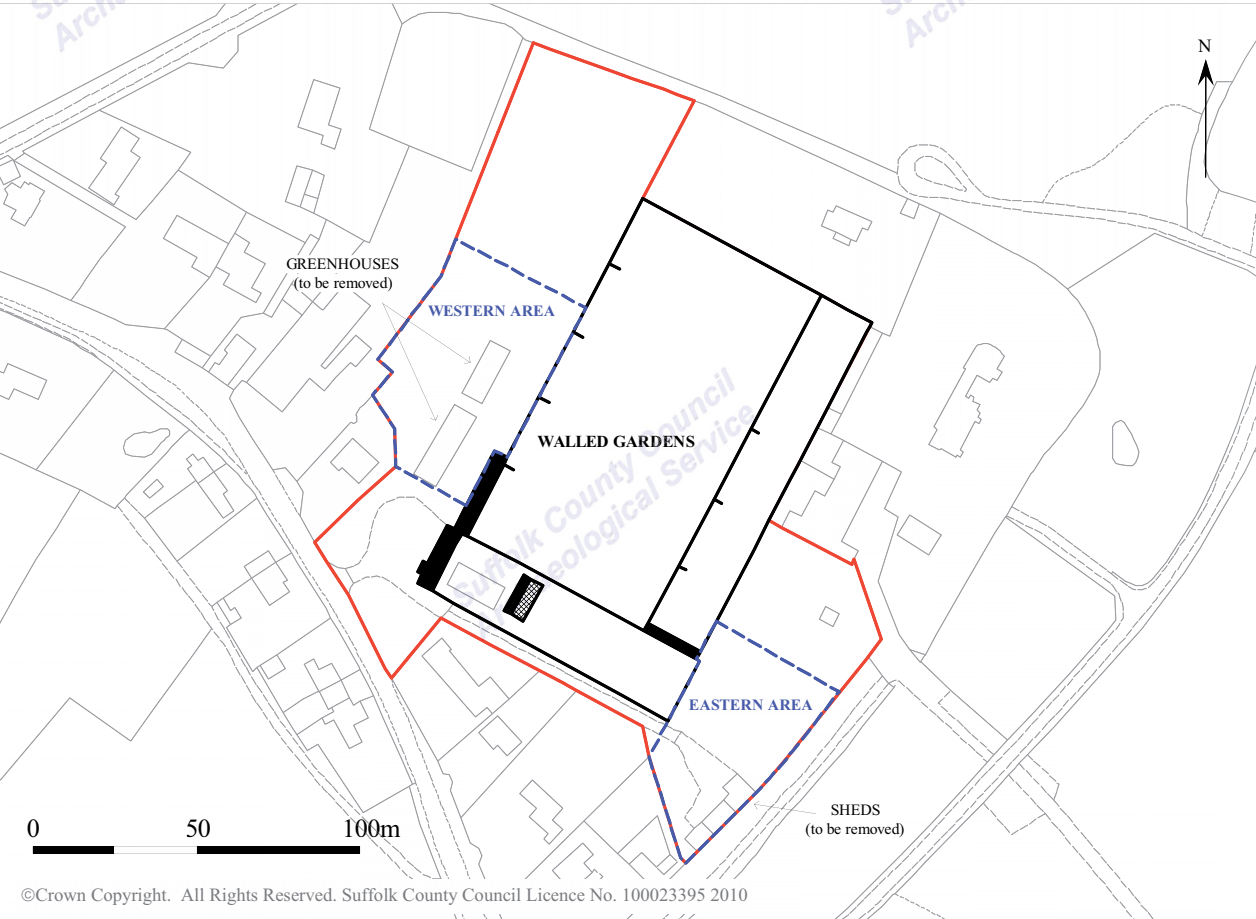 N
GREENHOUSES
(to be removed)
WESTERN AREA
WALLED GARDENS
Suffolk County Council
Archaeological Service
EASTERN AREA
SHEDS
(to be removed)
0 50 100m
©Crown Copyright. All Rights Reserved. Suffolk County Council Licence No. 100023395 2010